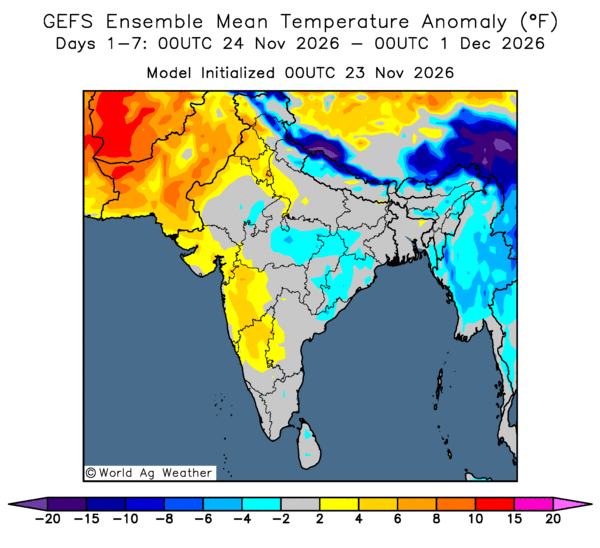 GEFS Ensemble Mean Temperature Anomaly (°F)
Days 1−7: 00UTC 24 Nov 2026 − 00UTC 1 Dec 2026
Model Initialized 00UTC 23 Nov 2026
© World Ag Weather
−20 −15 −10 −8 −6 −4 −2 2 4 6 8 10 15 20